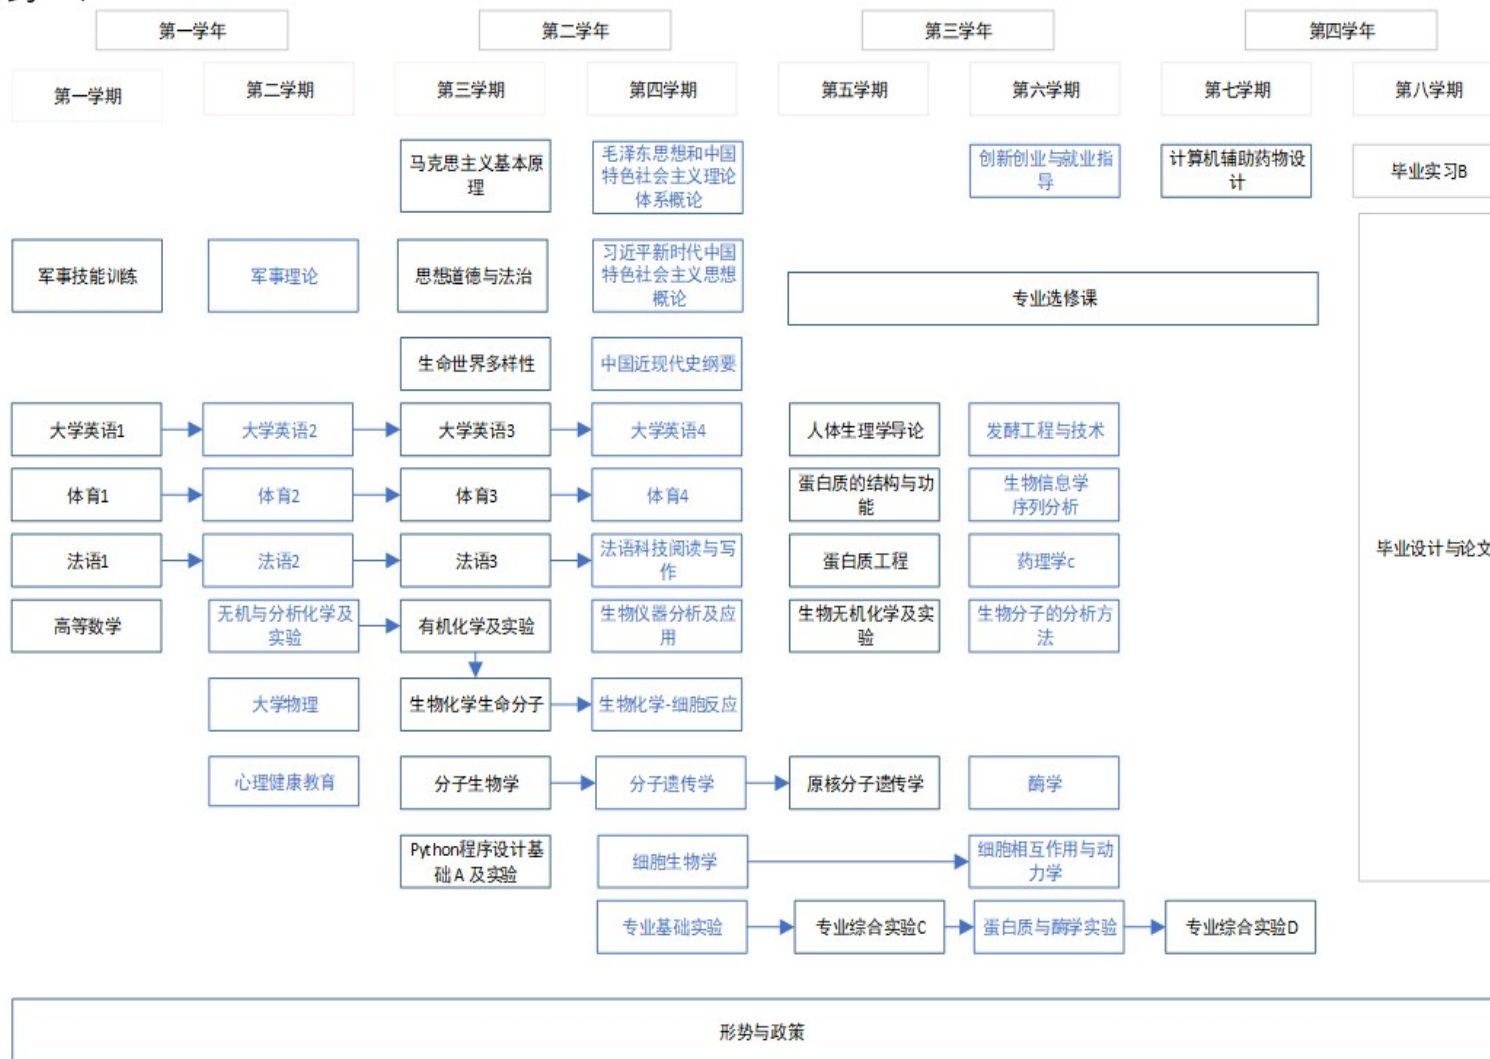 第一学年
第二学年
第三学年
第四学年
第一学期
第二学期
第三学期
第四学期
第五学期
第六学期
第七学期
第八学期
马克思主义基本原
理
毛泽东思想和中国
特色社会主义理论
体系概论
创新创业与就业指
导
计算机辅助药物设
计
毕业实习B
军事技能训练
军事理论
思想道德与法治
习近平新时代中国
特色社会主义思想
概论
专业选修课
生命世界多样性
中国近现代史纲要
大学英语1
大学英语2
大学英语3
大学英语4
人体生理学导论
发酵工程与技术
体育1
体育2
体育3
体育4
蛋白质的结构与功
能
生物信息学
序列分析
法语1
法语2
法语3
法语科技阅读与写
作
蛋白质工程
药理学c
毕业设计与论文
高等数学
无机与分析化学及
实验
有机化学及实验
生物仪器分析及应
用
生物无机化学及实
验
生物分子的分析方
法
大学物理
生物化学生命分子
生物化学-细胞反应
心理健康教育
分子生物学
分子遗传学
原核分子遗传学
酶学
Python程序设计基
础A 及实验
细胞生物学
细胞相互作用与动
力学
专业基础实验
专业综合实验C
蛋白质与酶学实验
专业综合实验D
形势与政策